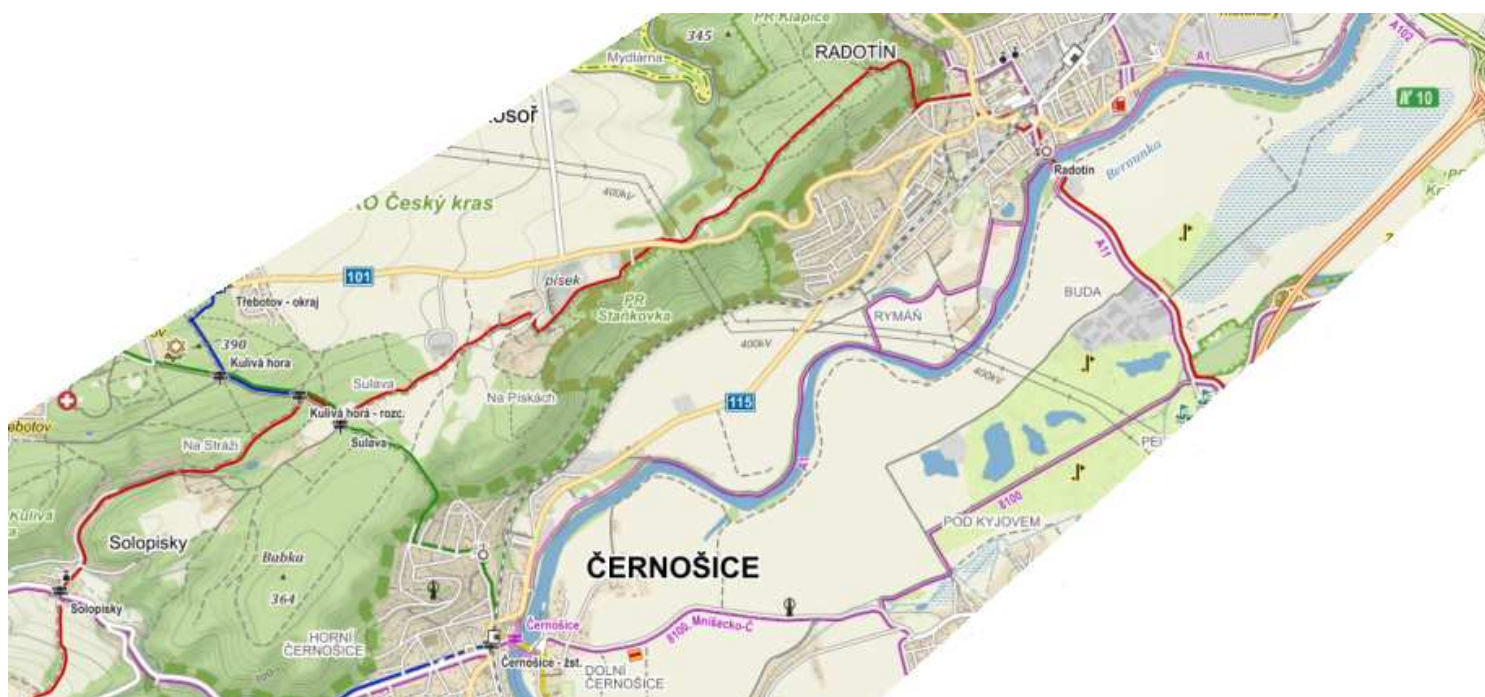 PR Klapice
345
Mydlárna
RADOTÍN
A1
A102
10
400kV
Český kras
Berounka
Radotín
101
písek
PR
Staňkovka
A11
BUDA
7
Třebotov - okraj
390
Kulivá hora
RYMÁŇ
400kV
400kV
Sulava
Na Pískách
115
Kulivá hora - rozc.
Sulava
Na Stráži
A1
8100
POD KYJOVEM
Solopisky
Babka
364
ČERNOŠICE
Solopisky
HORNÍ
ČERNOŠICE
Černošice
8100, Mníšecko-Č
Černošice - žst.
DOLNÍ
ČERNOŠICE